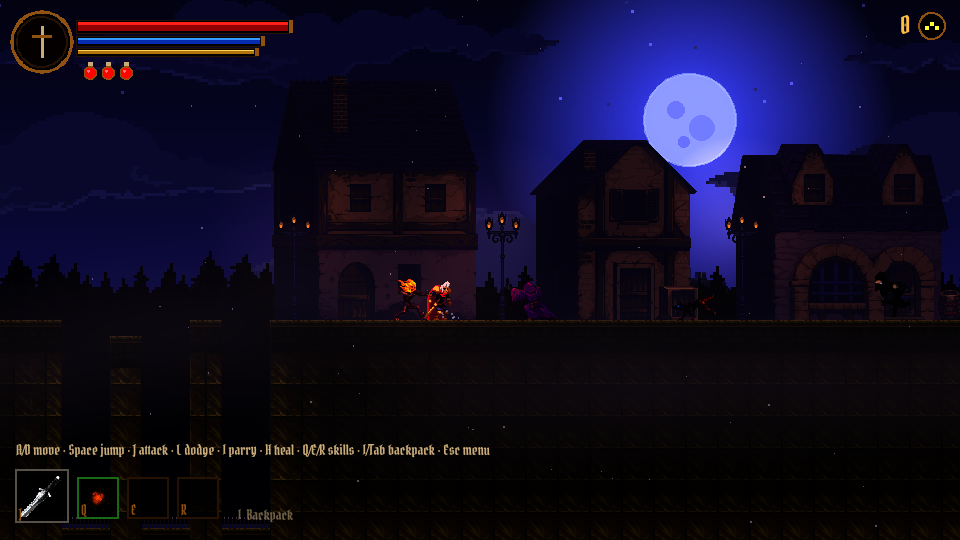 0
A/D move · Space jump · J attack · L dodge · I parry · H heal · Q/E/R skills · I/Tab backpack · Esc menu
Q
E
R
I Backpack